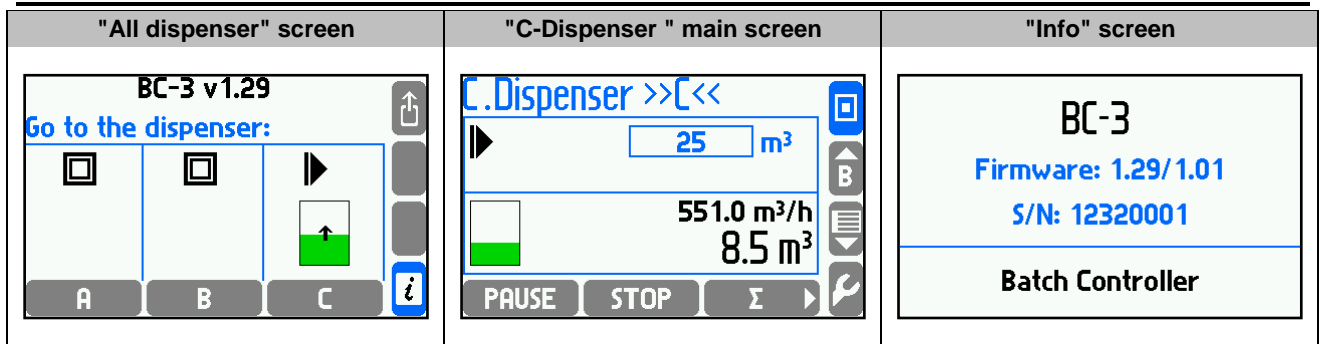 "All dispenser" screen
"C-Dispenser " main screen
"Info" screen
BC-3 v1.29
Go to the dispenser:
A B C i
C.Dispenser >>C<<
25 m³
B
551.0 m³/h
8.5 m³
PAUSE STOP Σ
BC-3
Firmware: 1.29/1.01
S/N: 12320001
Batch Controller